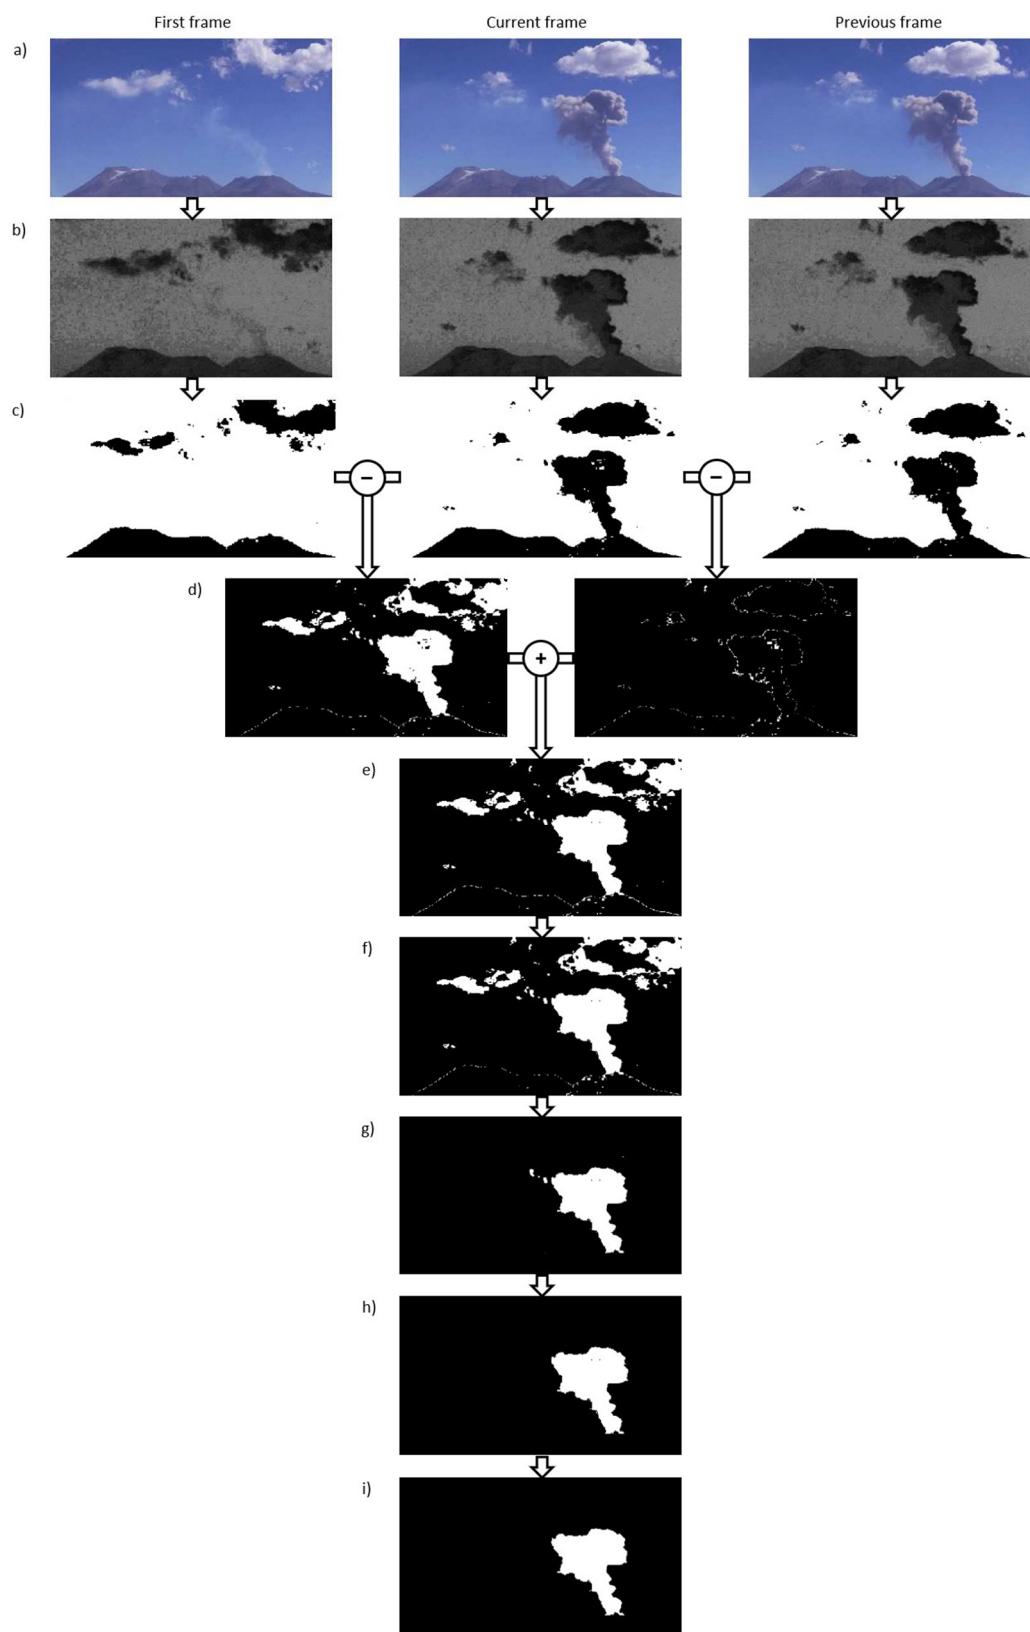 First frame Current frame Previous frame
a)
b)
c)
−
−
d)
+
e)
f)
g)
h)
i)